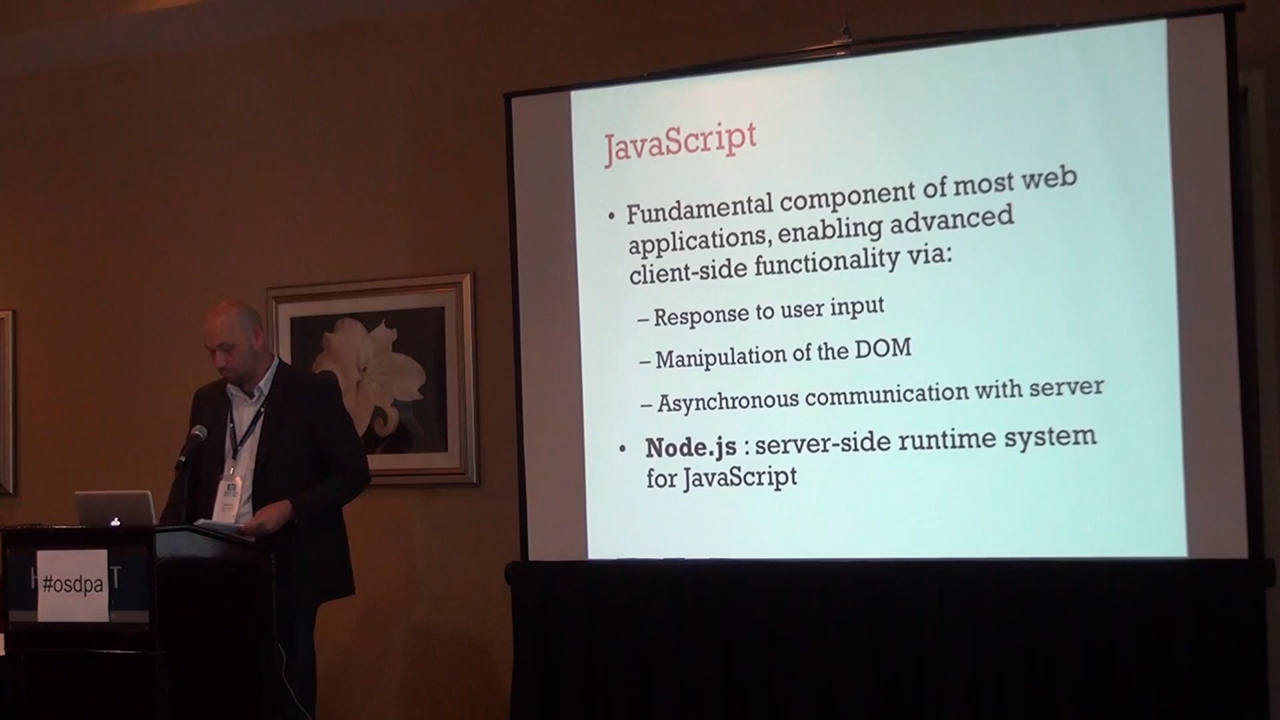 JavaScript
• Fundamental component of most web
applications, enabling advanced
client-side functionality via:
– Response to user input
– Manipulation of the DOM
– Asynchronous communication with server
• Node.js : server-side runtime system
for JavaScript
#osdpa